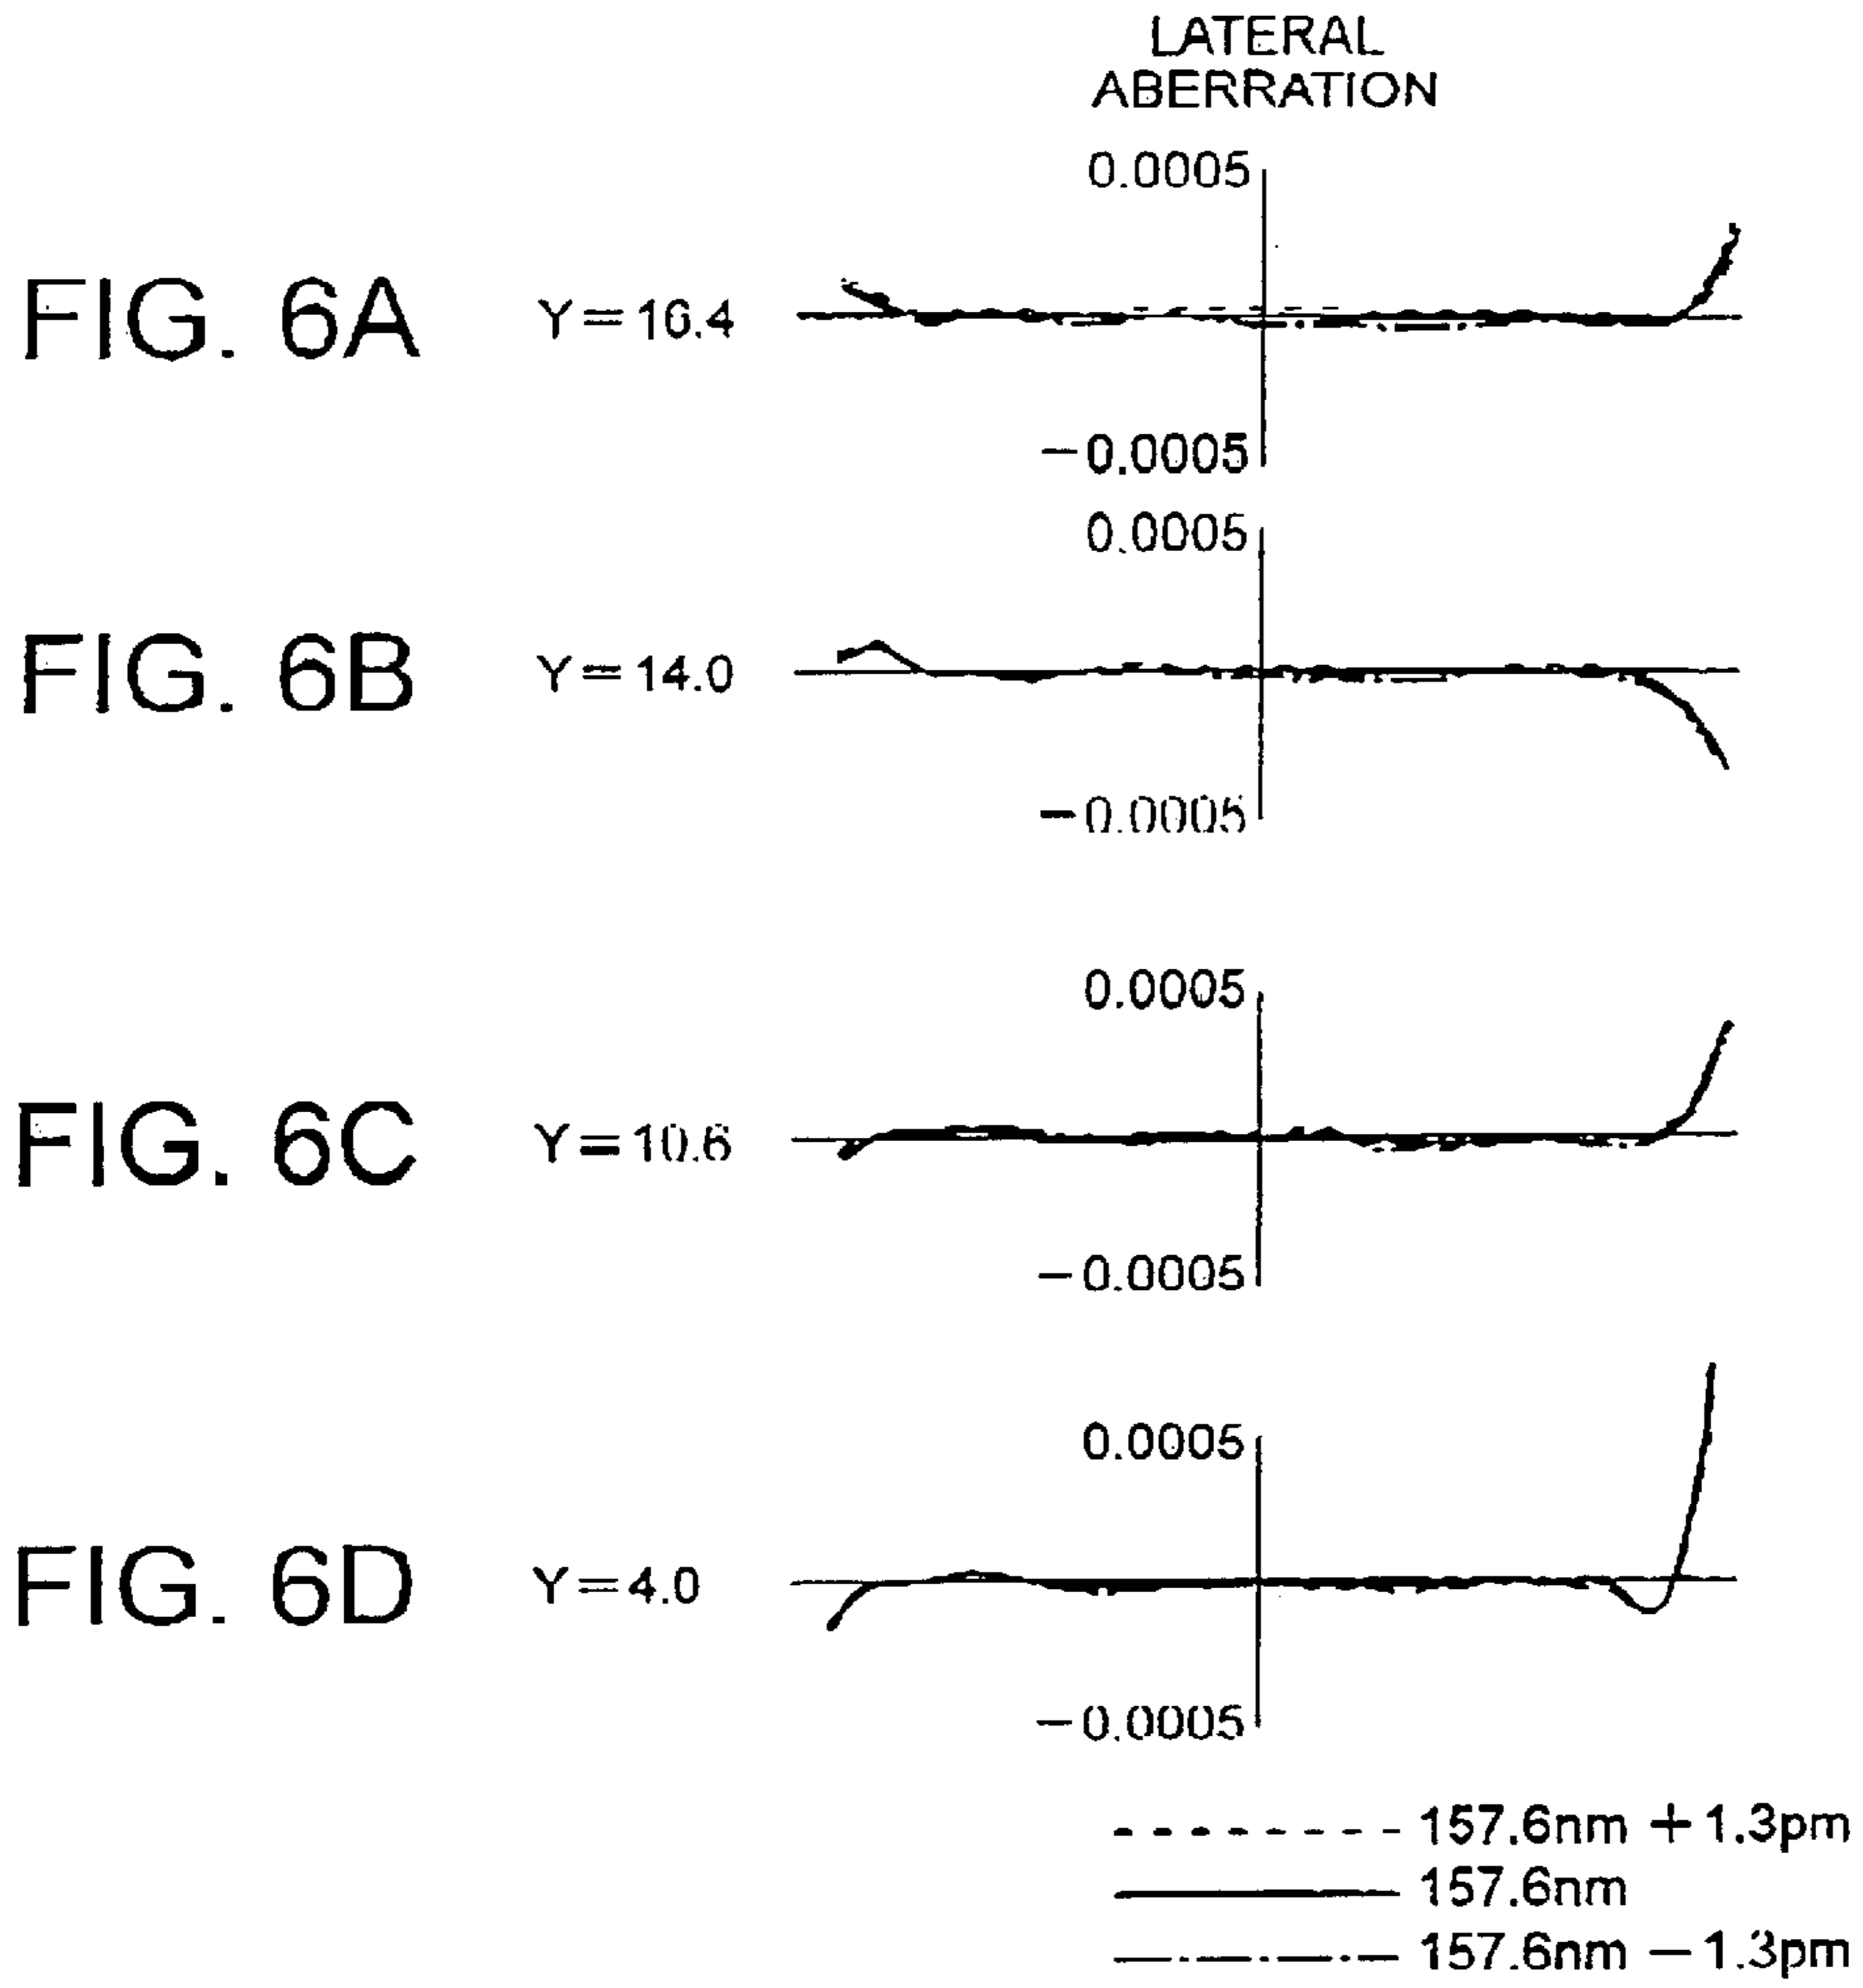 LATERAL
ABERRATION
0.0005
FIG. 6A Y=16.4
-0.0005
0.0005
FIG. 6B Y=14.0
-0.0005
0.0005
FIG. 6C Y=10.6
-0.0005
0.0005
FIG. 6D Y=4.0
-0.0005
157.6nm +1.3pm
157.6nm
157.6nm -1.3pm